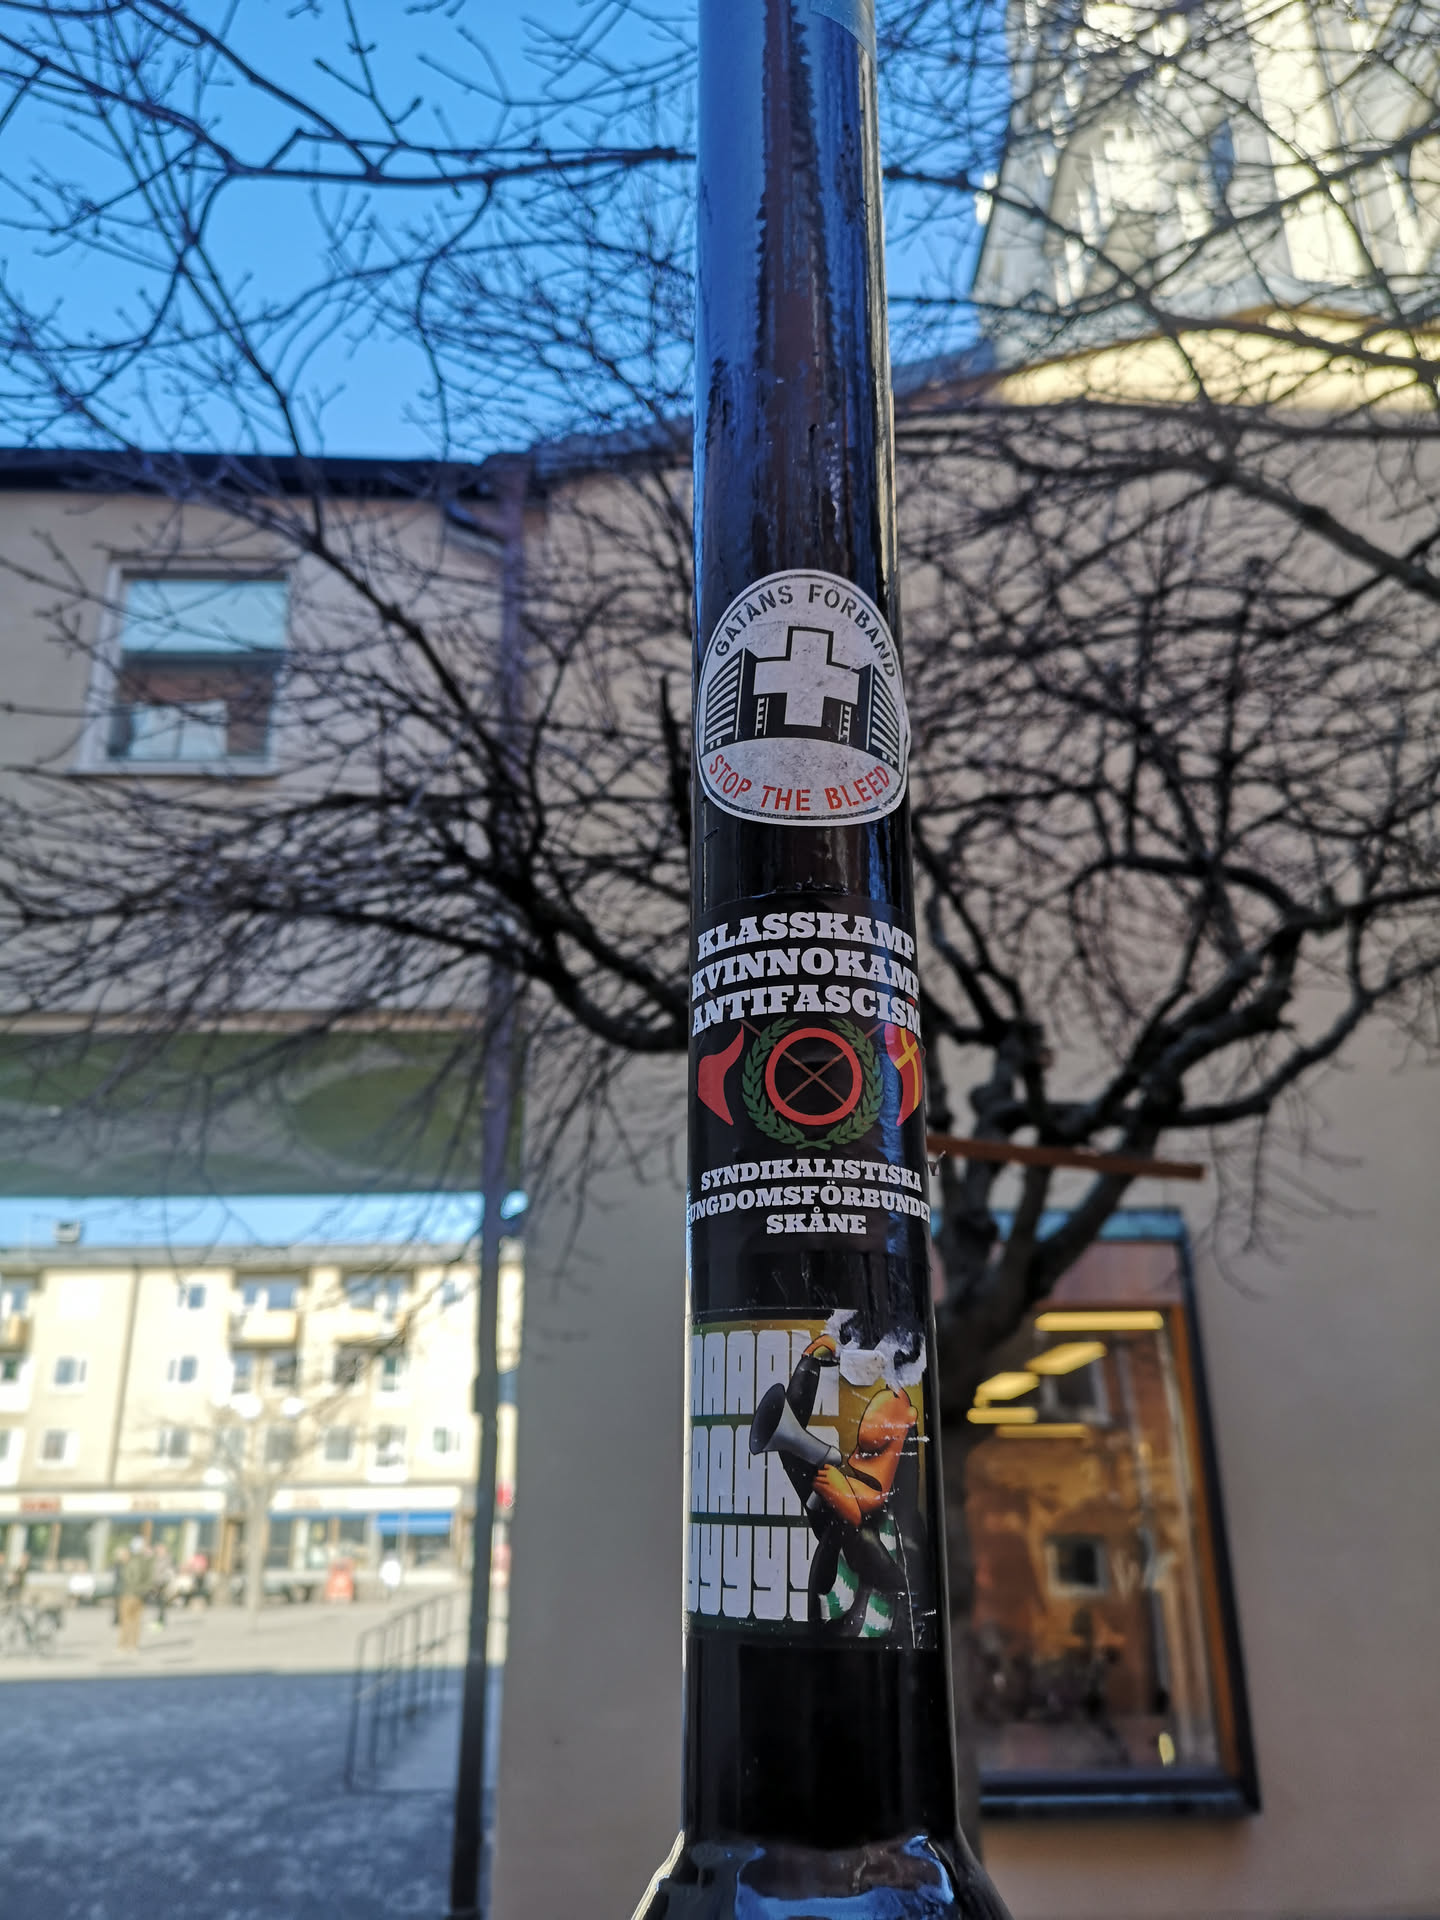 GATANS FÖRBAND
STOP THE BLEED
KLASSKAMP
KVINNOKAMP
ANTIFASCISM
SYNDIKALISTISKA
UNGDOMSFÖRBUNDET
SKÅNE